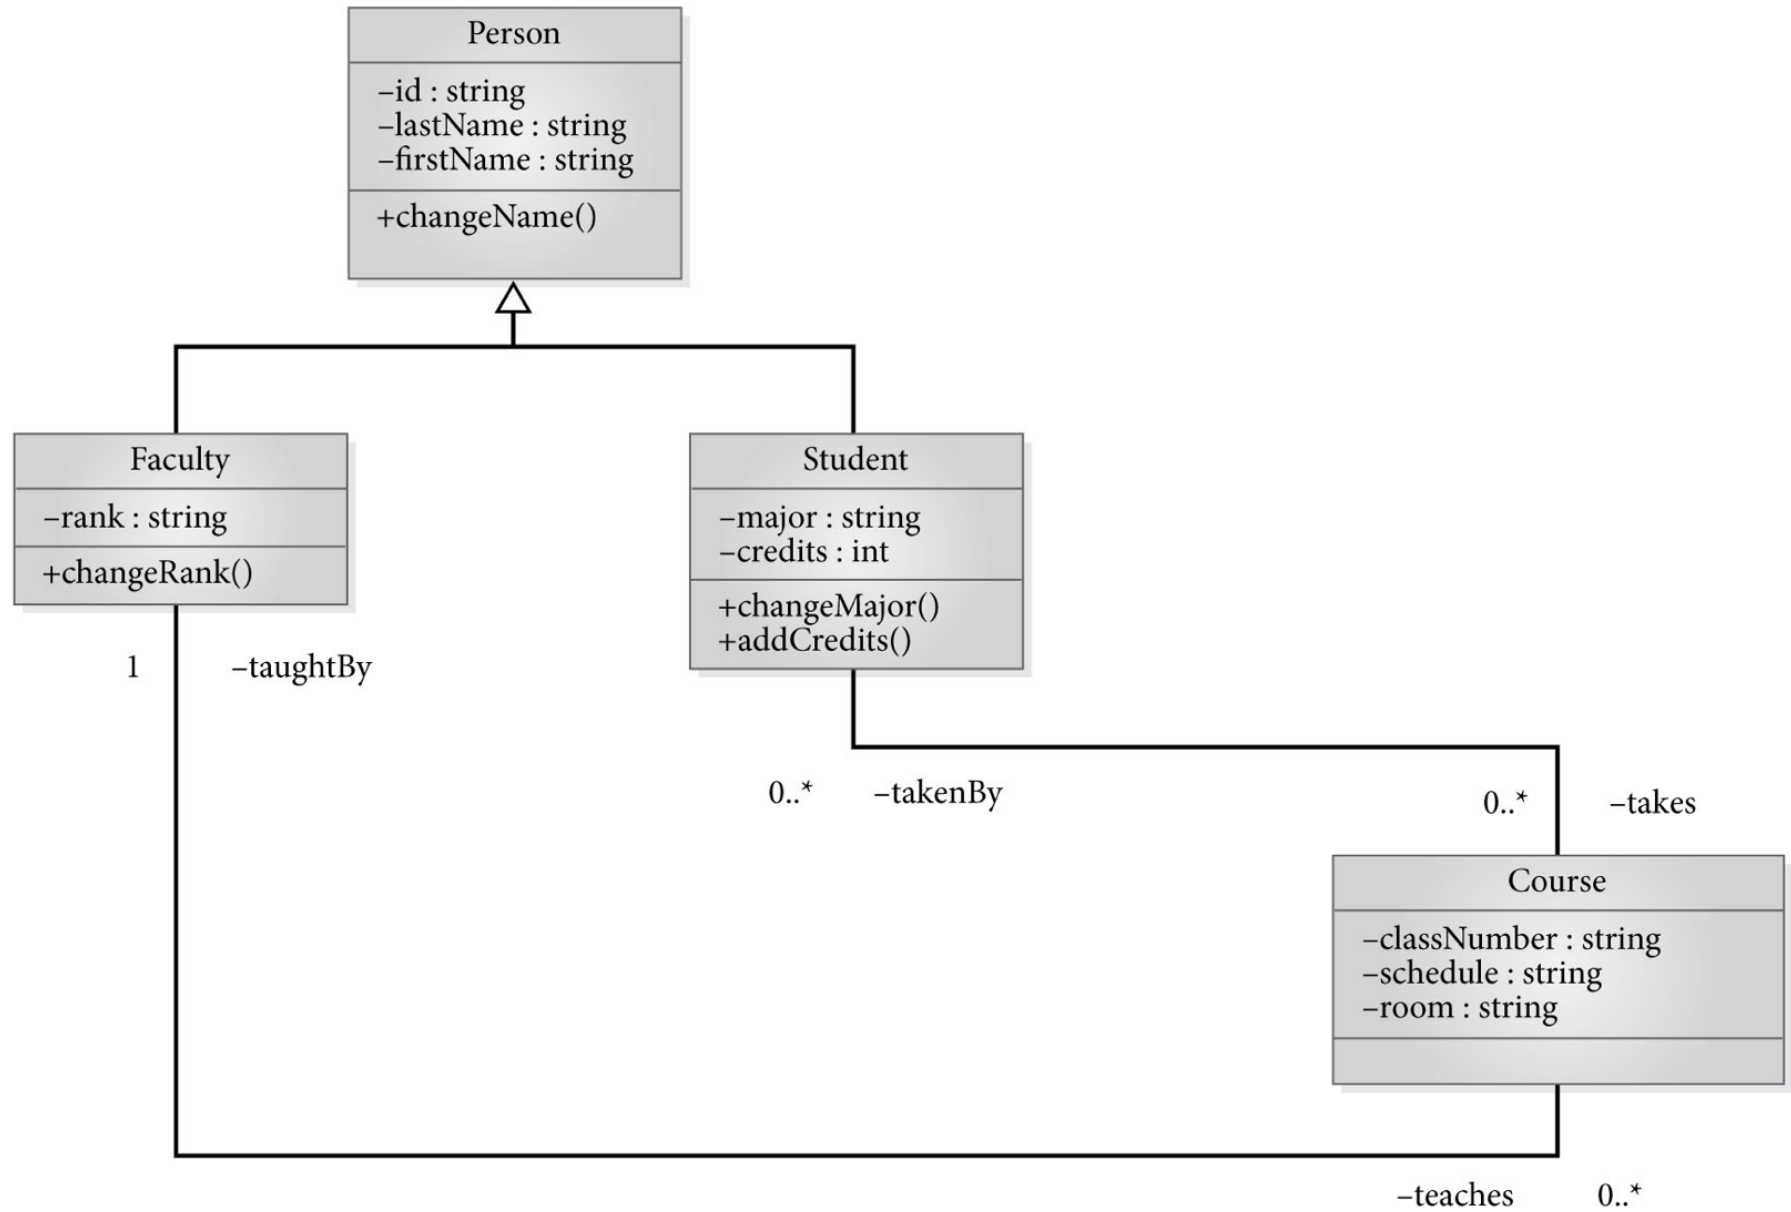 Person
–id : string
–lastName : string
–firstName : string
+changeName()
Faculty
–rank : string
+changeRank()
Student
–major : string
–credits : int
+changeMajor()
+addCredits()
1 –taughtBy
0..* –takenBy
0..* –takes
Course
–classNumber : string
–schedule : string
–room : string
–teaches 0..*